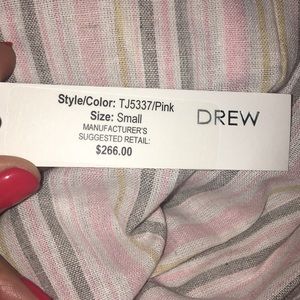 Style/Color: TJ5337/Pink
Size: Small
DREW
MANUFACTURER'S
SUGGESTED RETAIL:
$266.00